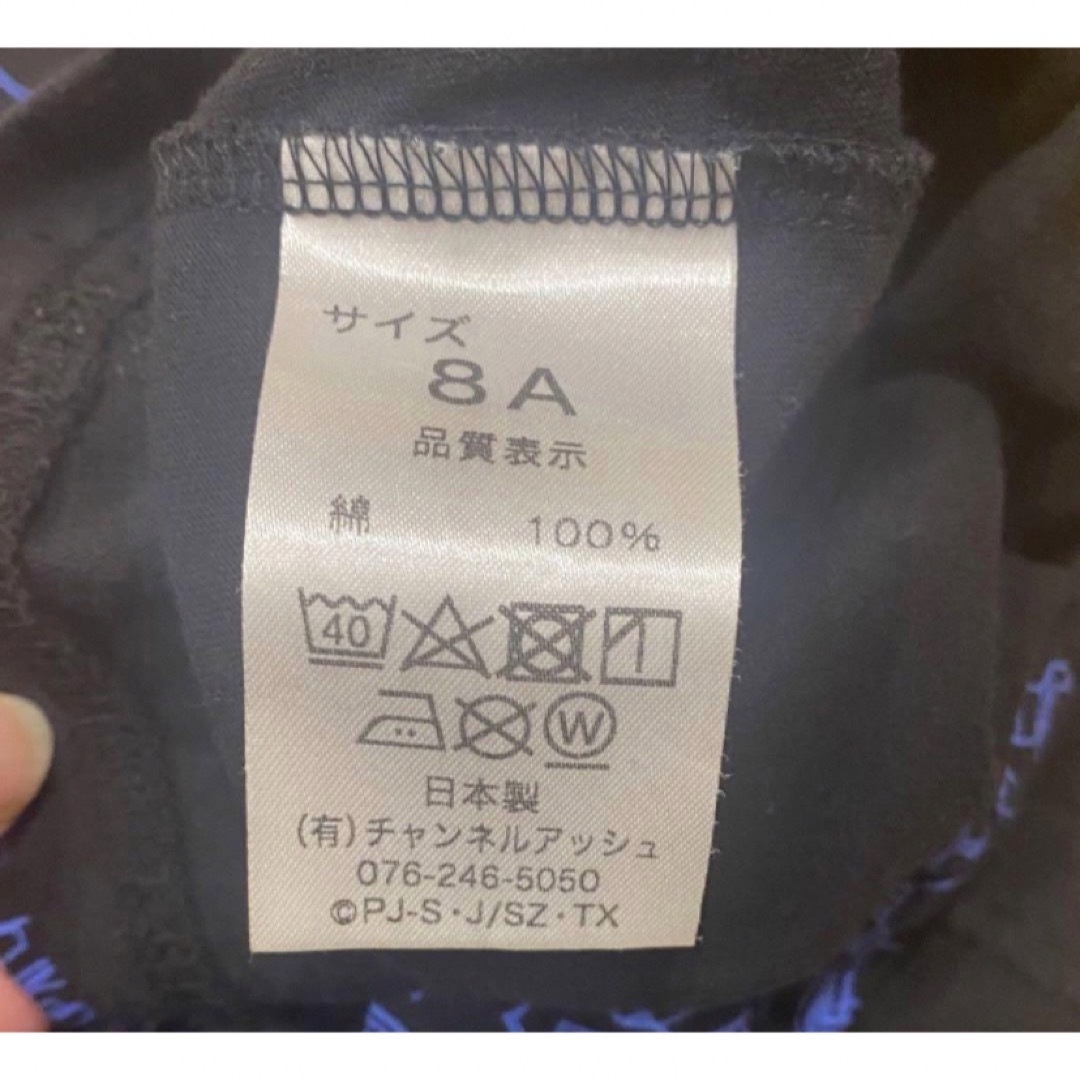 サイズ
8A
品質表示
綿 100%
40
W
日本製
(有)チャンネルアッシュ
076-246-5050
©PJ-S・J/SZ・TX